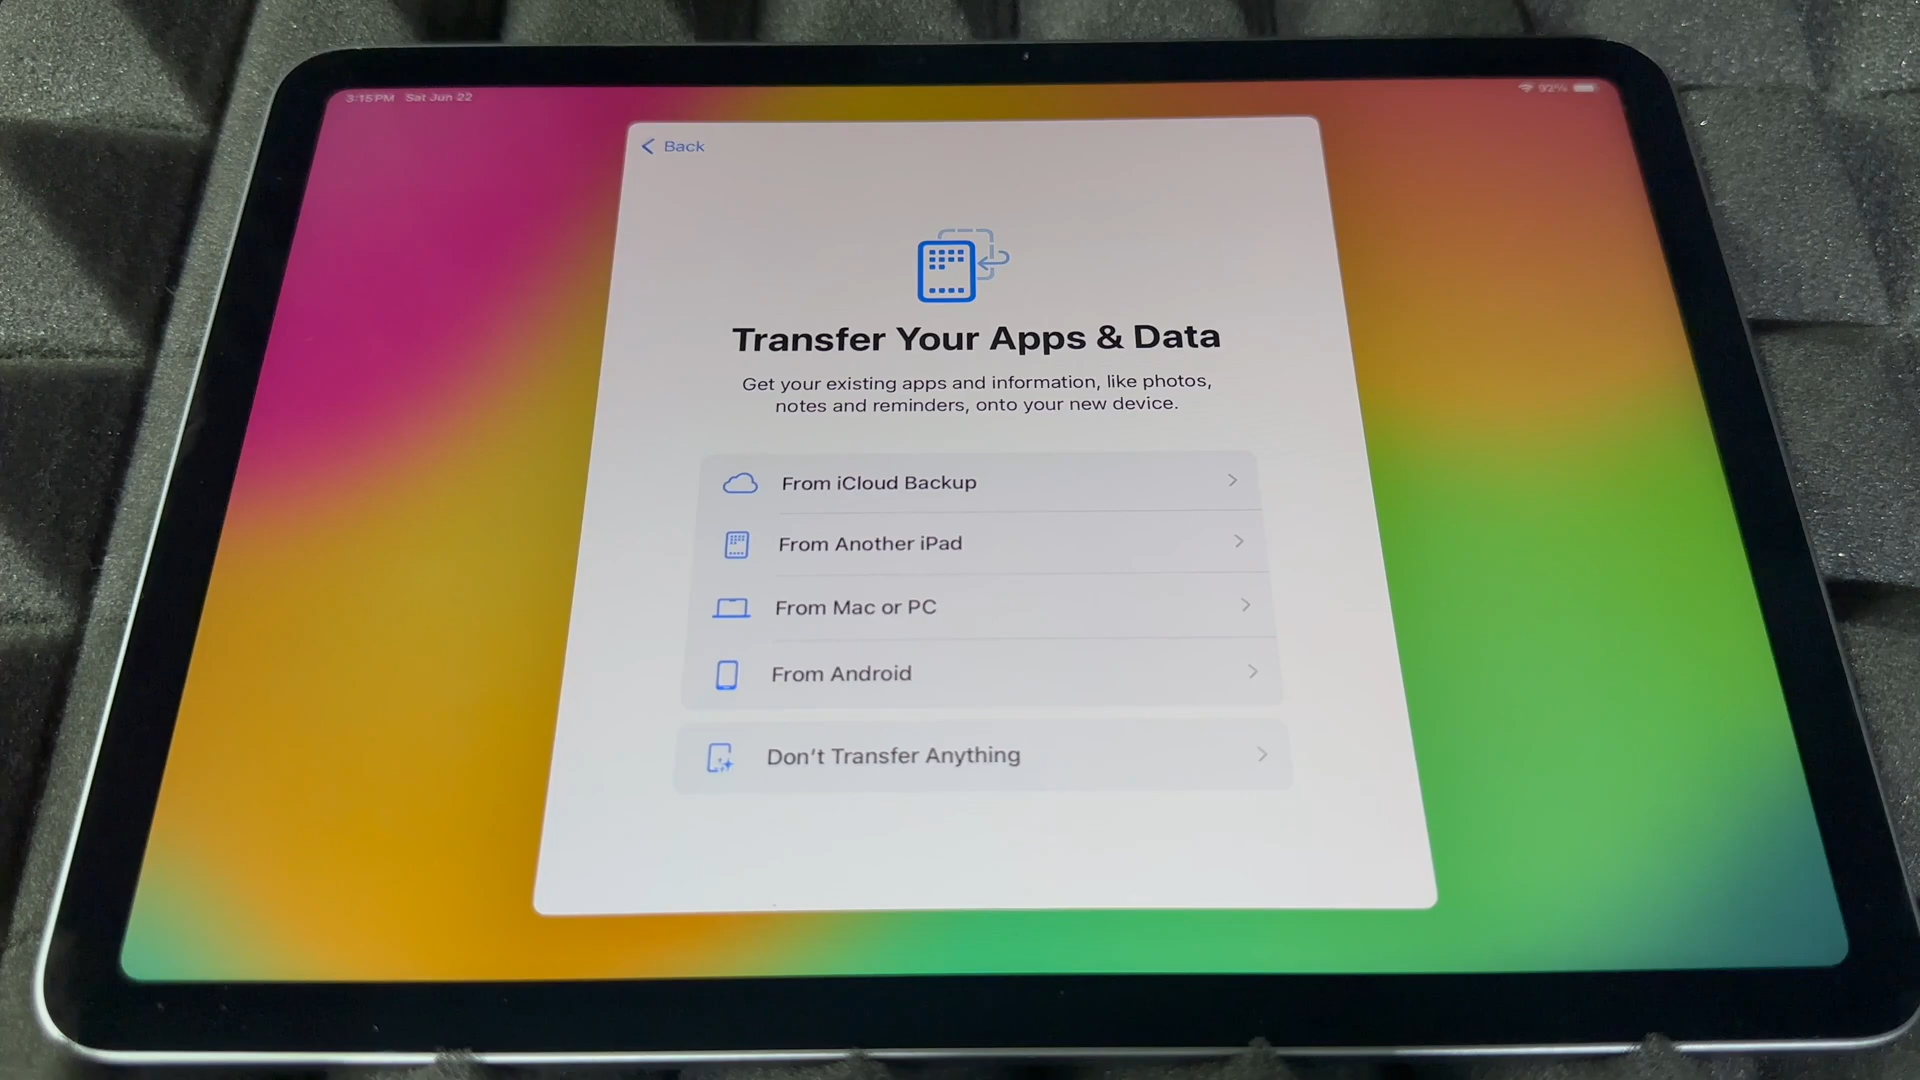 3:15 PM Sat Jun 22
92%
Back
Transfer Your Apps & Data
Get your existing apps and information, like photos,
notes and reminders, onto your new device.
From iCloud Backup
From Another iPad
From Mac or PC
From Android
Don't Transfer Anything